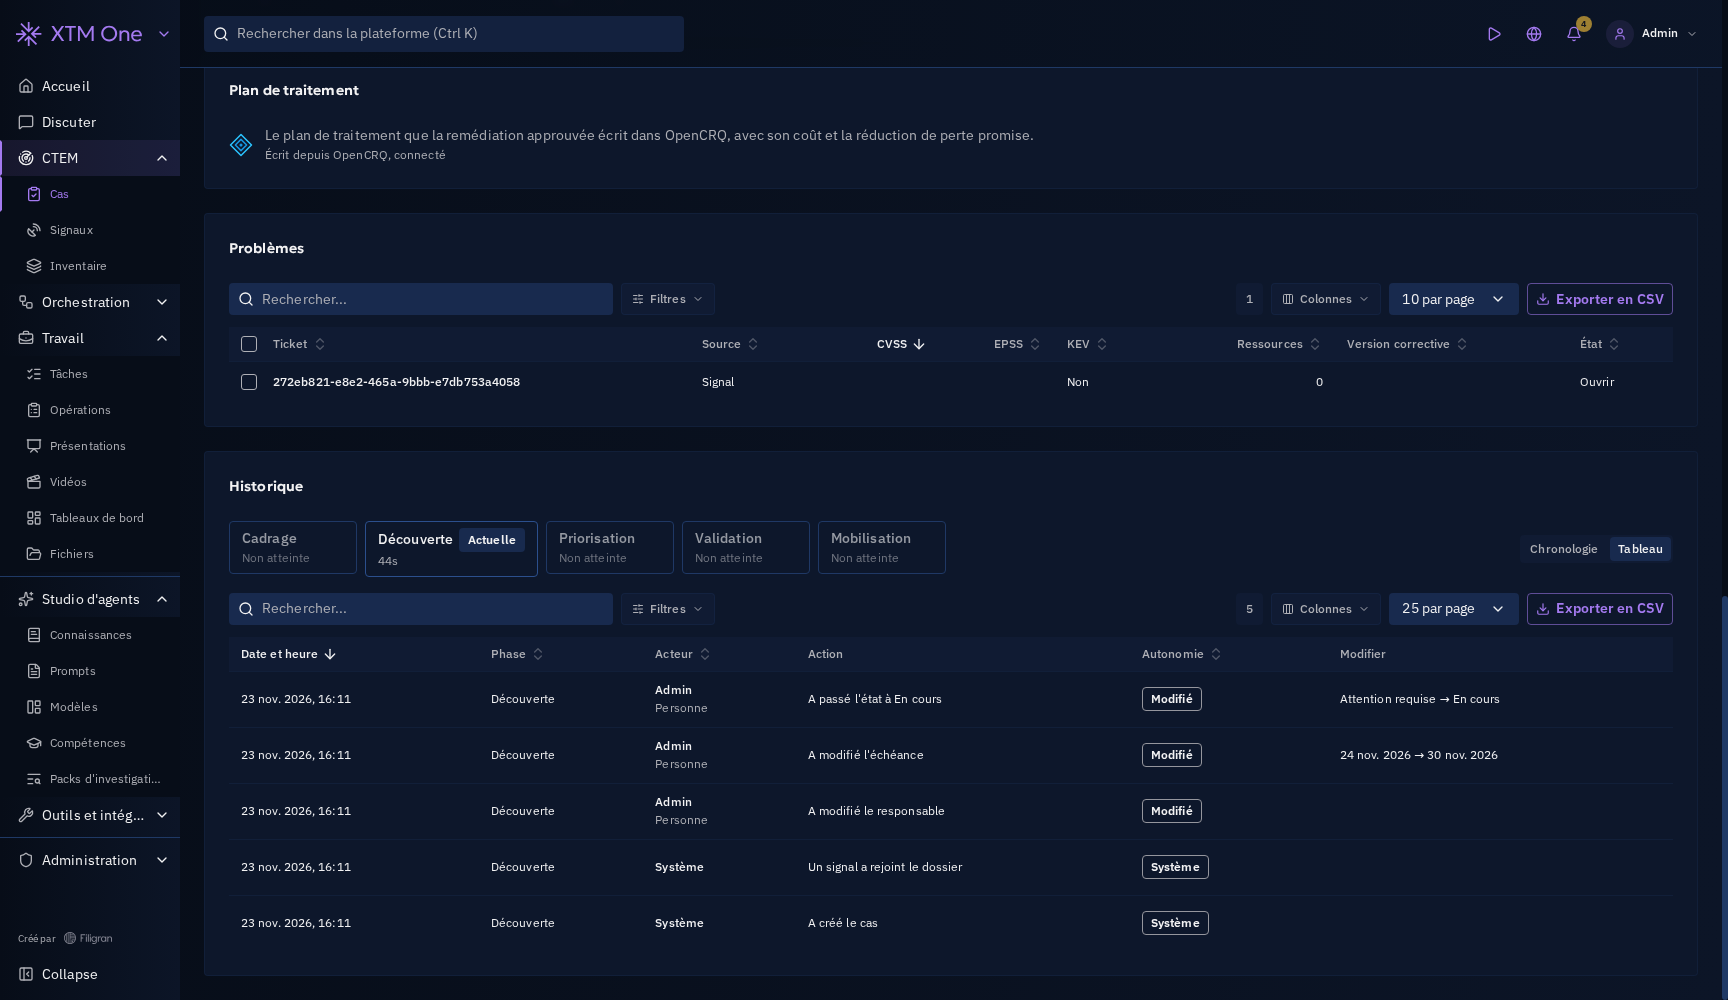 XTM One
Rechercher dans la plateforme (Ctrl K)
4
Admin
Accueil
Discuter
CTEM
Cas
Signaux
Inventaire
Orchestration
Travail
Tâches
Opérations
Présentations
Vidéos
Tableaux de bord
Fichiers
Studio d'agents
Connaissances
Prompts
Modèles
Compétences
Packs d'investigati...
Outils et intég...
Administration
Créé par Filigran
Collapse
Plan de traitement
Le plan de traitement que la remédiation approuvée écrit dans OpenCRQ, avec son coût et la réduction de perte promise.
Écrit depuis OpenCRQ, connecté
Problèmes
Rechercher... Filtres 1 Colonnes 10 par page Exporter en CSV
Ticket Source CVSS EPSS KEV Ressources Version corrective État
272eb821-e8e2-465a-9bbb-e7db753a4058 Signal Non 0 Ouvrir
Historique
Cadrage Découverte Actuelle Priorisation Validation Mobilisation
Non atteinte 44s Non atteinte Non atteinte Non atteinte
Chronologie Tableau
Rechercher... Filtres 5 Colonnes 25 par page Exporter en CSV
Date et heure Phase Acteur Action Autonomie Modifier
23 nov. 2026, 16:11 Découverte Admin Personne A passé l'état à En cours Modifié Attention requise → En cours
23 nov. 2026, 16:11 Découverte Admin Personne A modifié l'échéance Modifié 24 nov. 2026 → 30 nov. 2026
23 nov. 2026, 16:11 Découverte Admin Personne A modifié le responsable Modifié
23 nov. 2026, 16:11 Découverte Système Un signal a rejoint le dossier Système
23 nov. 2026, 16:11 Découverte Système A créé le cas Système